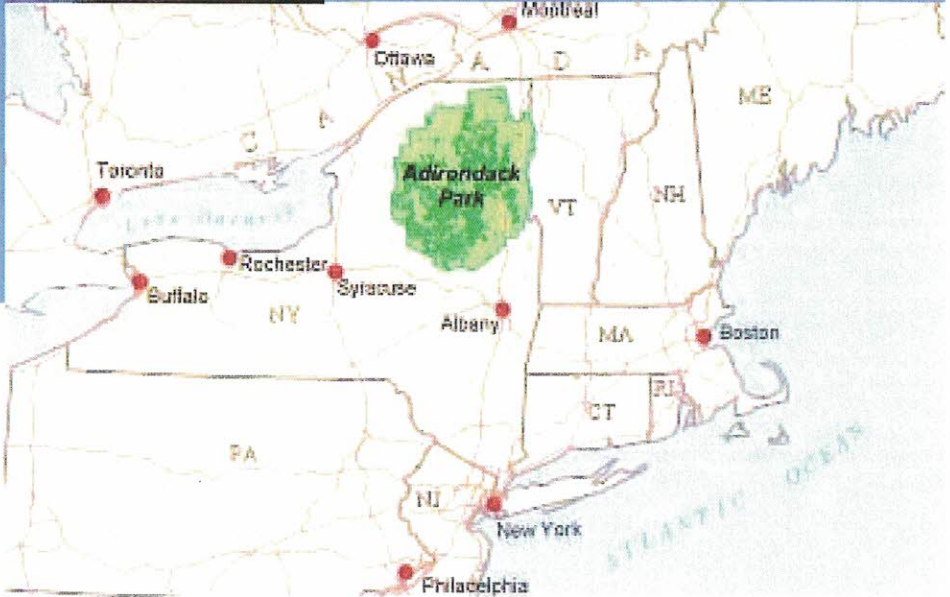 Montreal
Ottawa
C A N A D A
ME
Toronto
Adirondack
Park
VT
NH
Rochester
Syracuse
Buffalo
NY
Albany
MA
Boston
CT
RI
PA
NJ
New York
ATLANTIC OCEAN
Philadelphia